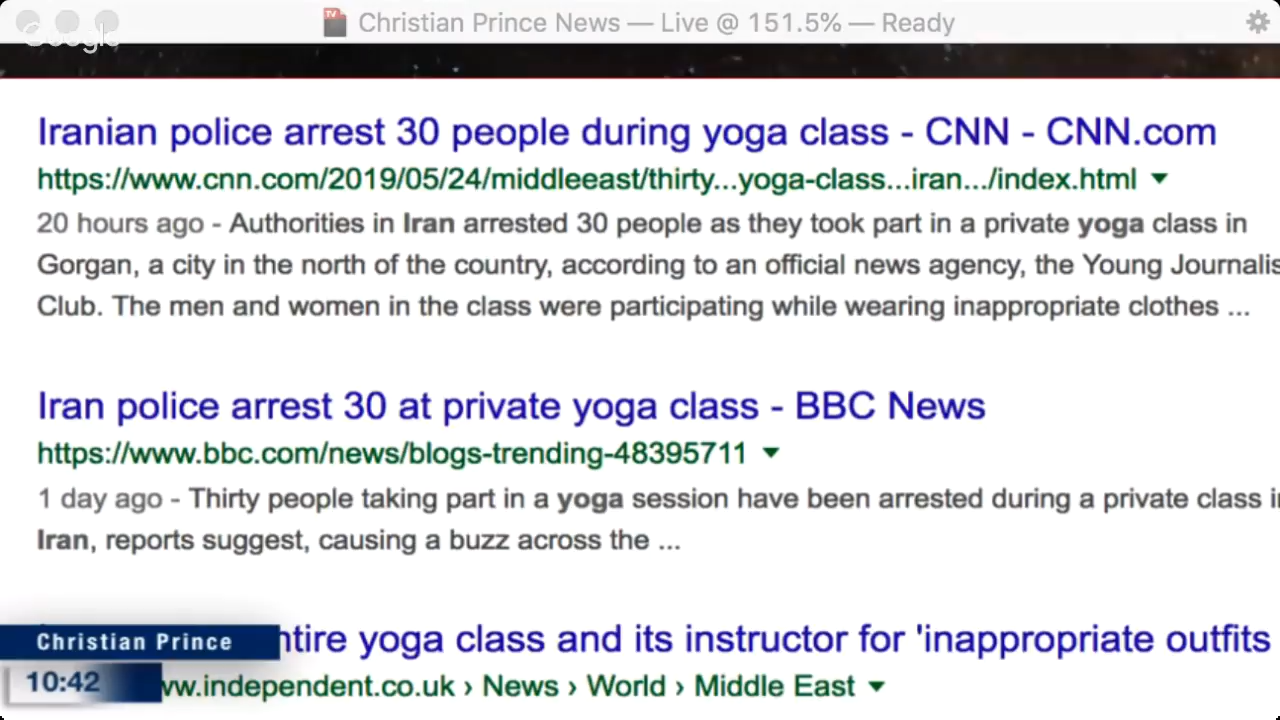 Christian Prince News — Live @ 151.5% — Ready
Google
Iranian police arrest 30 people during yoga class - CNN - CNN.com
https://www.cnn.com/2019/05/24/middleeast/thirty...yoga-class...iran.../index.html
20 hours ago - Authorities in Iran arrested 30 people as they took part in a private yoga class in
Gorgan, a city in the north of the country, according to an official news agency, the Young Journalis
Club. The men and women in the class were participating while wearing inappropriate clothes ...
Iran police arrest 30 at private yoga class - BBC News
https://www.bbc.com/news/blogs-trending-48395711
1 day ago - Thirty people taking part in a yoga session have been arrested during a private class in
Iran, reports suggest, causing a buzz across the ...
Christian Prince
ntire yoga class and its instructor for 'inappropriate outfits
10:42
ww.independent.co.uk › News › World › Middle East